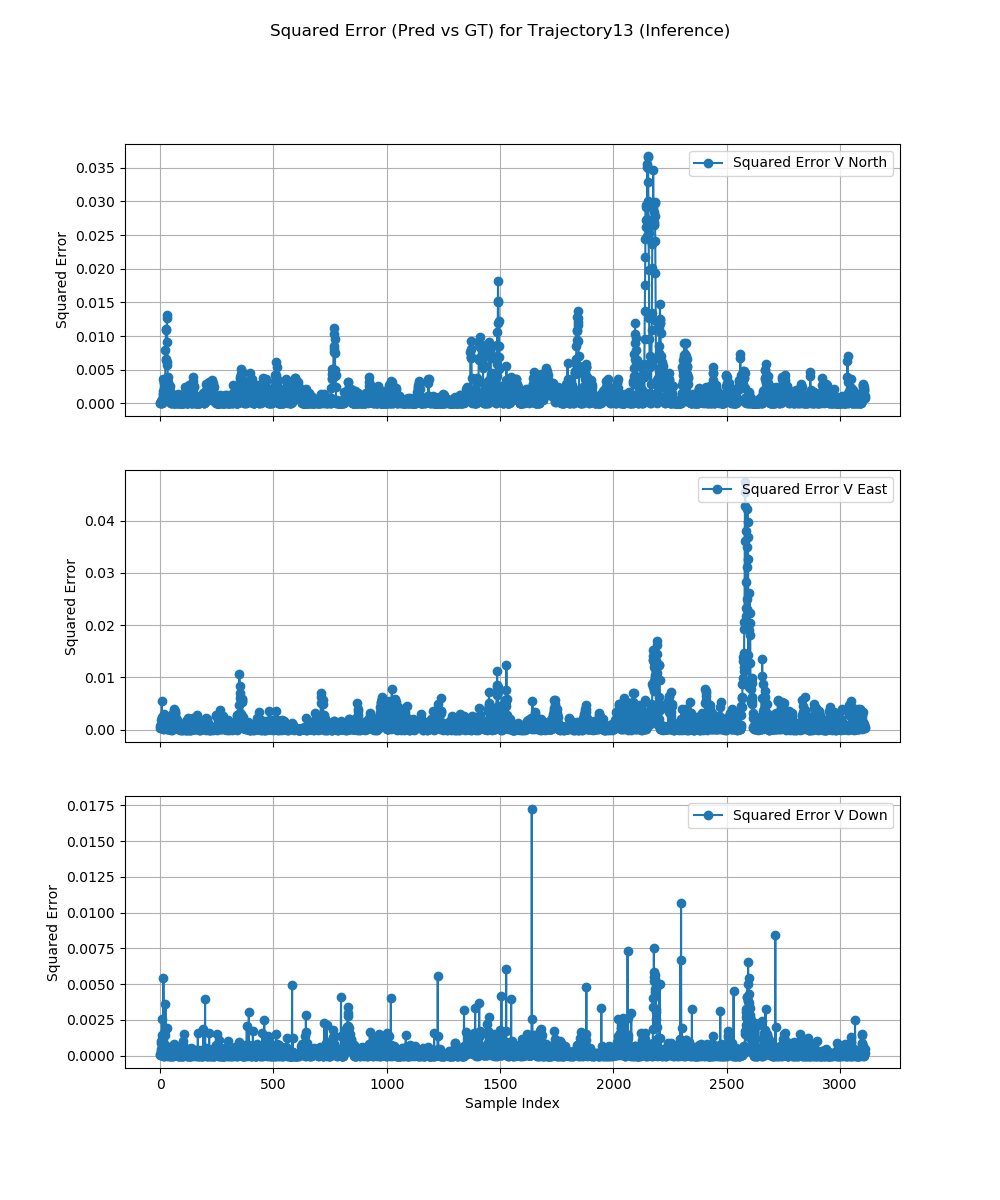 Squared Error (Pred vs GT) for Trajectory13 (Inference)
Squared Error V North
0.035
0.030
0.025
0.020
0.015
0.010
0.005
0.000
Squared Error
Squared Error V East
0.04
0.03
0.02
0.01
0.00
Squared Error
Squared Error V Down
0.0175
0.0150
0.0125
0.0100
0.0075
0.0050
0.0025
0.0000
Squared Error
0 500 1000 1500 2000 2500 3000
Sample Index